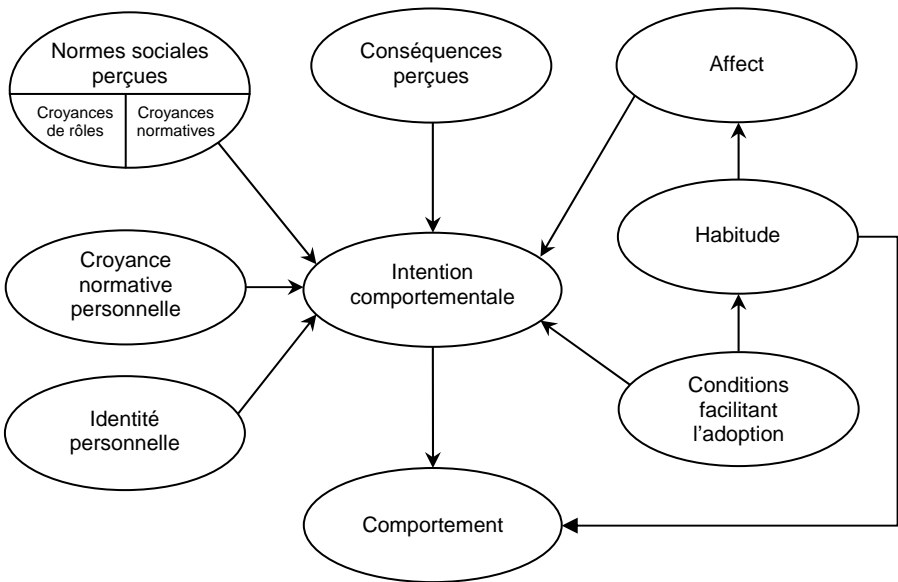 Normes sociales
perçues
Croyances
de rôles
Croyances
normatives
Conséquences
perçues
Affect
Habitude
Croyance
normative
personnelle
Intention
comportementale
Identité
personnelle
Conditions
facilitant
l'adoption
Comportement